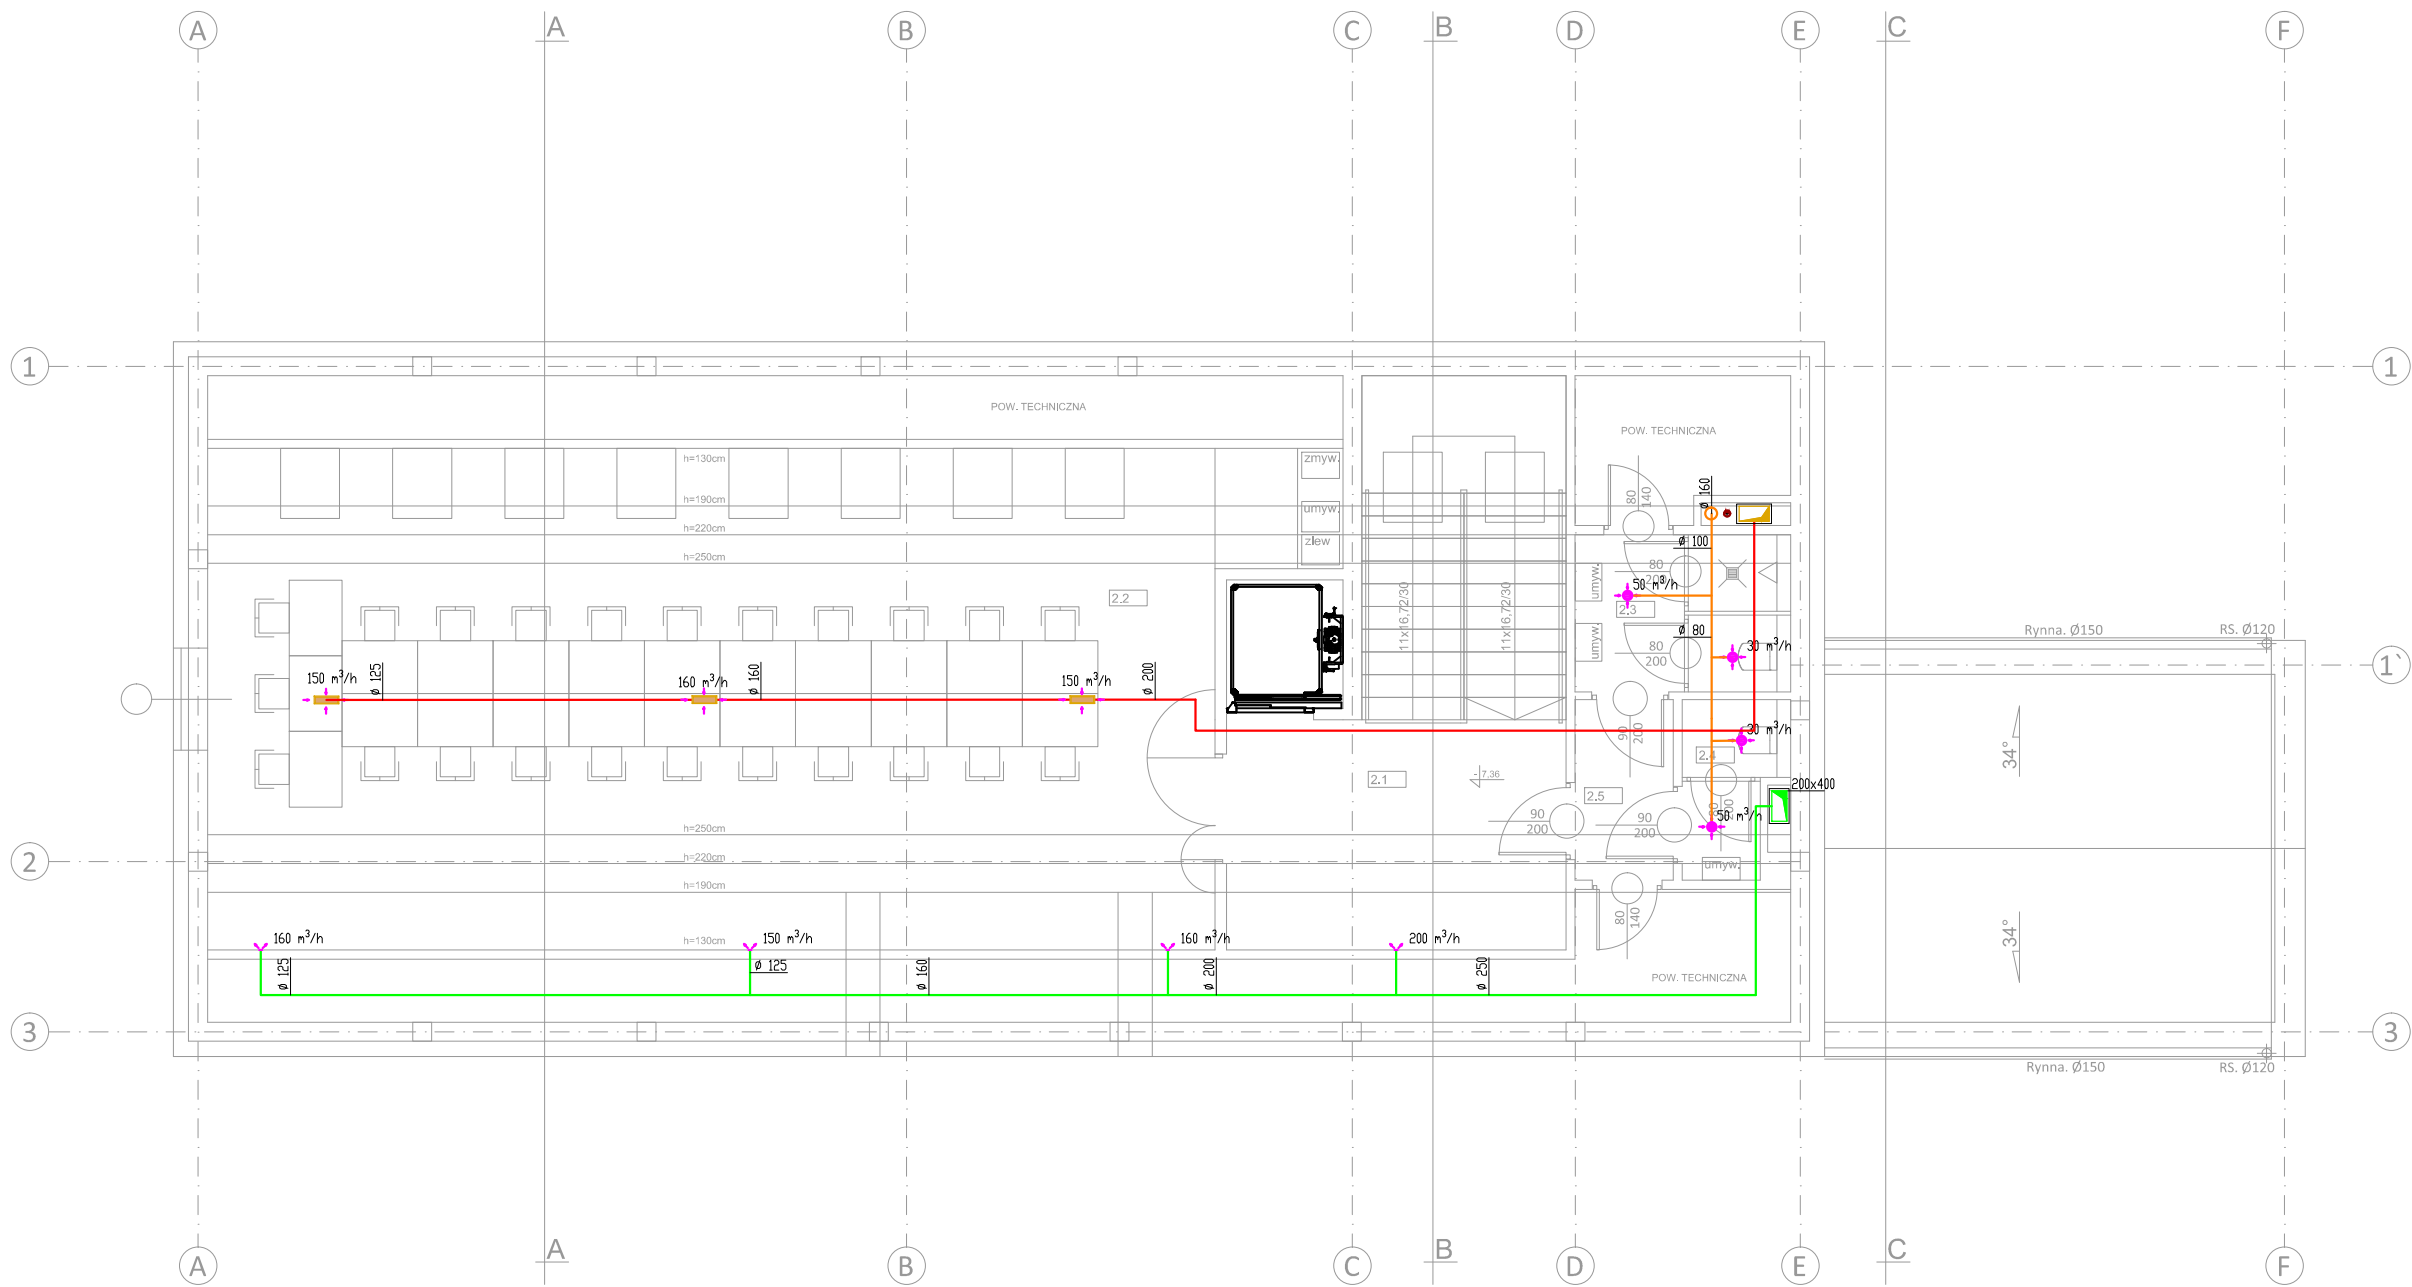 A
A
B
C
B
D
E
C
F
1
1
POW. TECHNICZNA
POW. TECHNICZNA
h=130cm
zmyw.
h=190cm
umyw.
h=220cm
zlew
h=250cm
80
140
ø 160
ø 100
80
200
50 m³/h
umyw.
2.2
2.3
11x16,72/30
11x16,72/30
umyw.
ø 80
80
200
30 m³/h
Rynna. Ø150
RS. Ø120
1`
150 m³/h
ø 125
160 m³/h
ø 160
150 m³/h
ø 200
90
200
30 m³/h
2.4
34°
2.1
-7.36
2.5
200x400
90
200
90
200
200
50 m³/h
h=250cm
2
h=220cm
umyw.
h=190cm
80
140
34°
160 m³/h
150 m³/h
h=130cm
160 m³/h
200 m³/h
ø 125
ø 125
ø 160
ø 200
ø 250
POW. TECHNICZNA
3
3
Rynna. Ø150
RS. Ø120
A
A
B
C
B
D
E
C
F